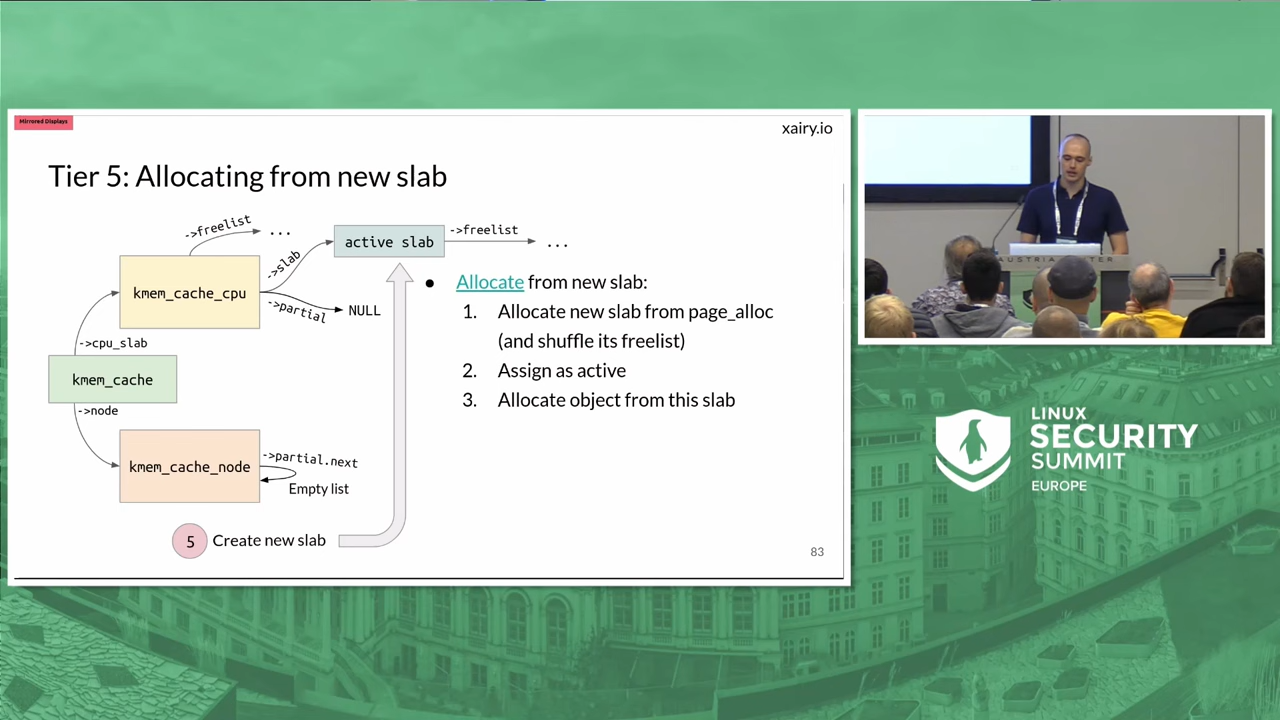 Mirrored Displays
xairy.io
Tier 5: Allocating from new slab
->freelist
...
->slab
active slab
->freelist
...
kmem_cache_cpu
->partial
NULL
->cpu_slab
kmem_cache
->node
kmem_cache_node
->partial.next
Empty list
5
Create new slab
● Allocate from new slab:
1. Allocate new slab from page_alloc
(and shuffle its freelist)
2. Assign as active
3. Allocate object from this slab
83
AUSTRIA CENTER
LINUX
SECURITY
SUMMIT
EUROPE